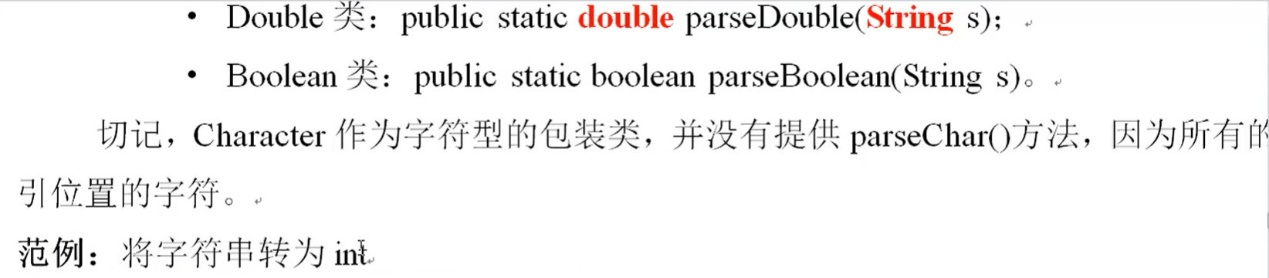 • Double 类：public static double parseDouble(String s);
• Boolean 类：public static boolean parseBoolean(String s)。
切记，Character 作为字符型的包装类，并没有提供 parseChar()方法，因为所有的
引位置的字符。
范例：将字符串转为 int